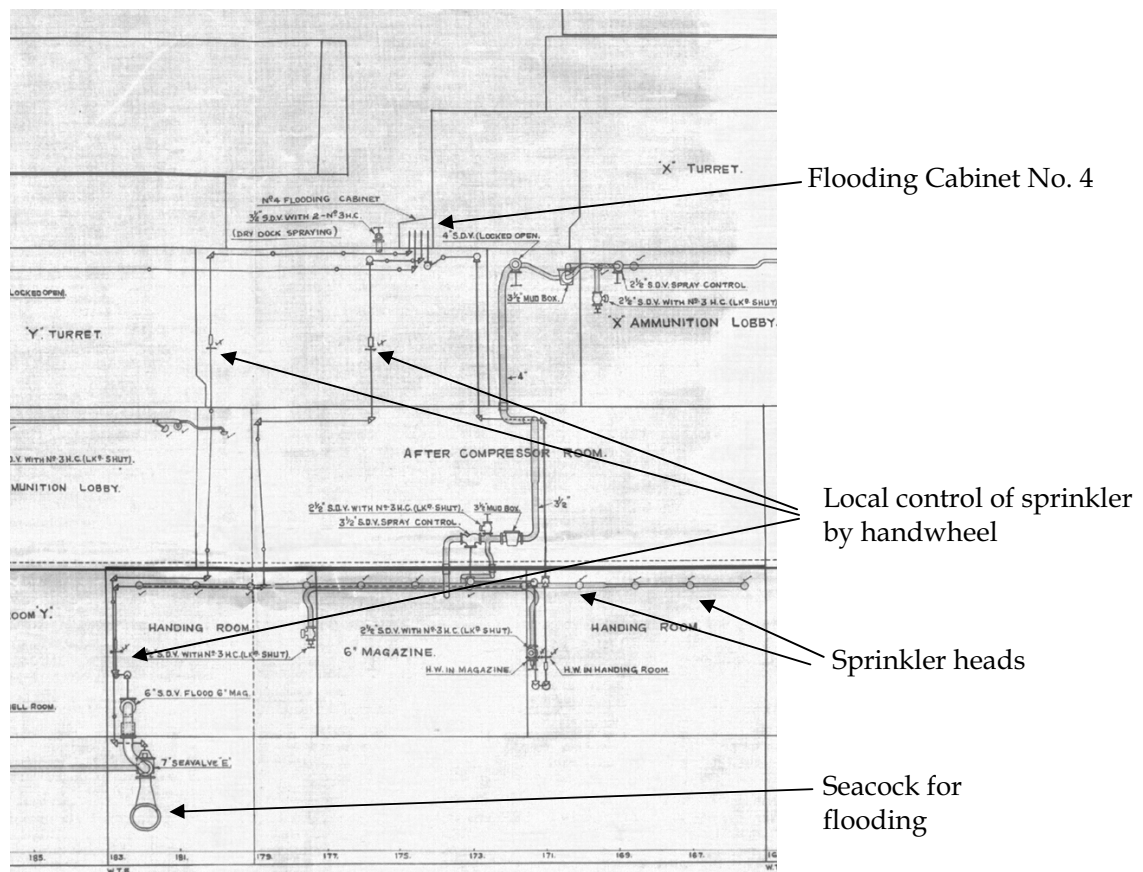 "X" TURRET.
Flooding Cabinet No. 4
Nº4 FLOODING CABINET
3½" S.D.V. WITH 2-Nº3 H.C.
(DRY DOCK SPRAYING)
4" S.D.V. (LOCKED OPEN.
LOCKED OPEN.
3½" MUD BOX.
2½" S.D.V. SPRAY CONTROL
2½" S.D.V. WITH Nº 3 H.C. (LKᴰ SHUT)
"X" AMMUNITION LOBBY.
"Y" TURRET.
4"
AFTER COMPRESSOR ROOM.
D.V. WITH Nº 3 H.C. (LKᴰ SHUT).
MUNITION LOBBY.
2½" S.D.V. WITH Nº 3 H.C. (LKᴰ SHUT).
3½" MUD BOX
3½" S.D.V. SPRAY CONTROL.
3½"
Local control of sprinkler
by handwheel
OOM "Y".
HANDING ROOM.
S.D.V. WITH Nº 3 H.C. (LKᴰ SHUT)
2½" S.D.V. WITH Nº 3 H.C. (LKᴰ SHUT).
6" MAGAZINE.
HANDING ROOM
H.W. IN MAGAZINE.
H.W. IN HANDING ROOM.
Sprinkler heads
6" S.D.V. FLOOD 6" MAG.
ELL ROOM.
7" SEAVALVE "E"
Seacock for
flooding
185. 183. 181. 179. 177. 175. 173. 171. 169. 167. 16
W.T.B. W.T